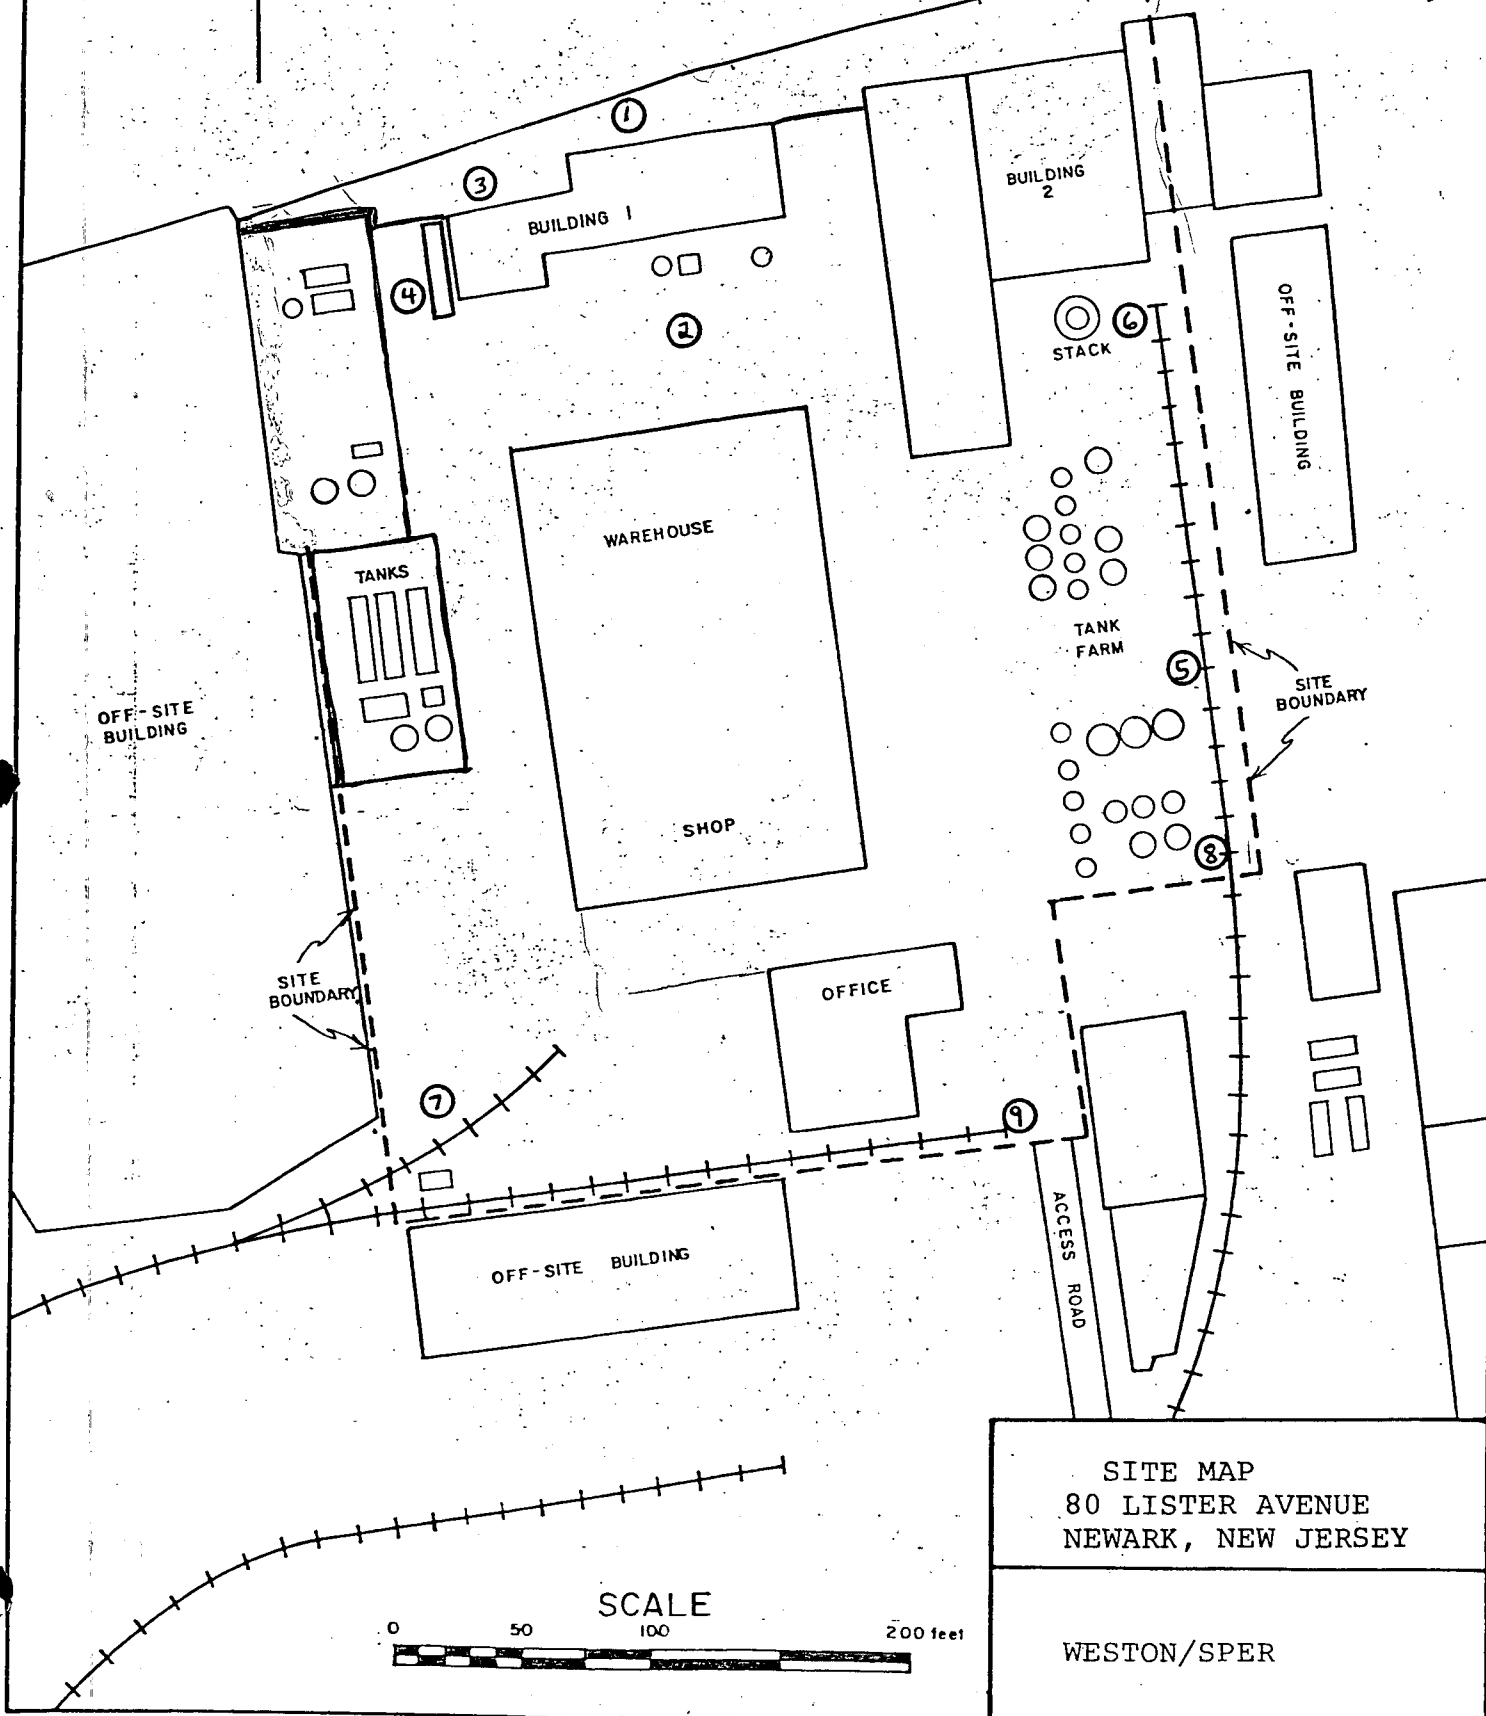 1
3
BUILDING 1
BUILDING
2
4
2
6
STACK
OFF-SITE BUILDING
WAREHOUSE
TANKS
TANK
FARM
5
SITE
BOUNDARY
OFF-SITE
BUILDING
SHOP
8
SITE
BOUNDARY
OFFICE
7
9
ACCESS ROAD
OFF-SITE BUILDING
SITE MAP
80 LISTER AVENUE
NEWARK, NEW JERSEY
SCALE
0 50 100 200 feet
WESTON/SPER